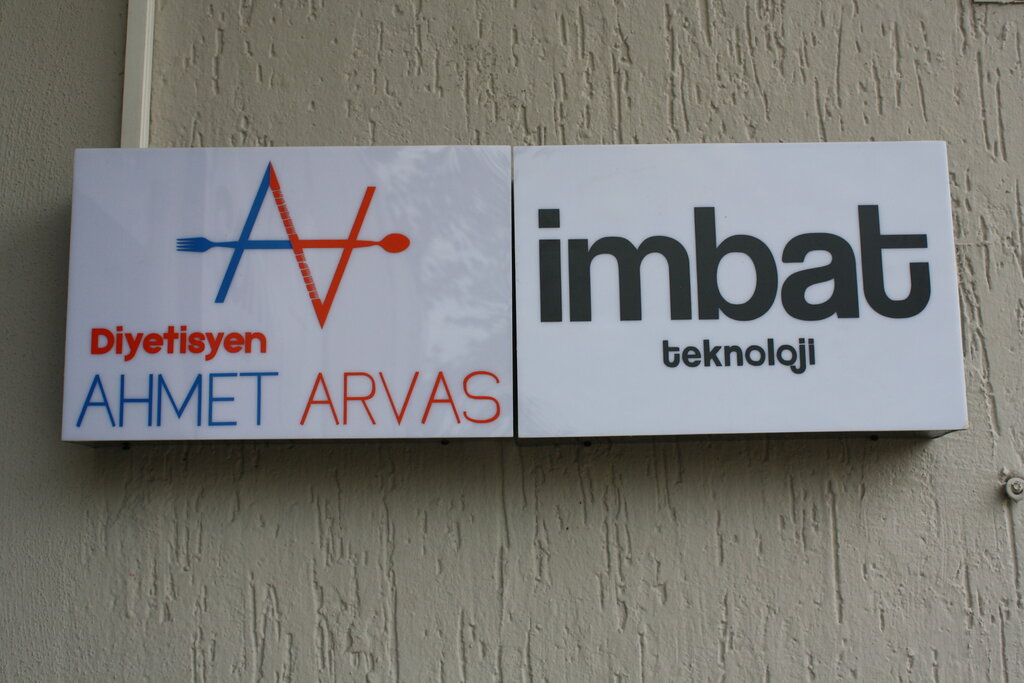 Diyetisyen
AHMET ARVAS
imbat
teknoloji